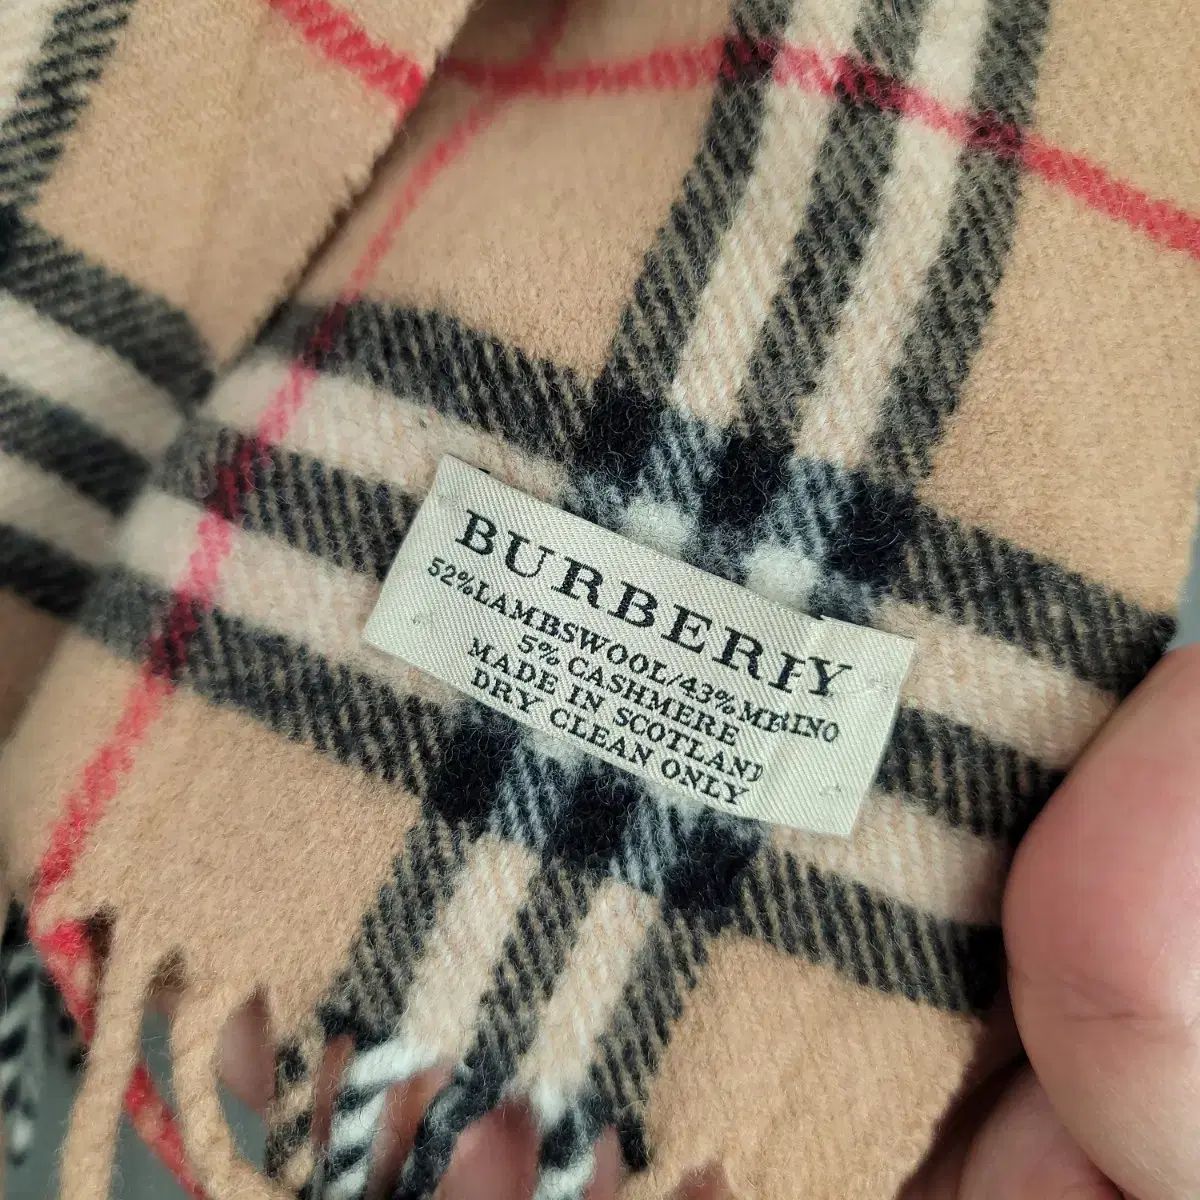 BURBERRY
52%LAMBSWOOL/43%MERINO
5% CASHMERE
MADE IN SCOTLAND
DRY CLEAN ONLY